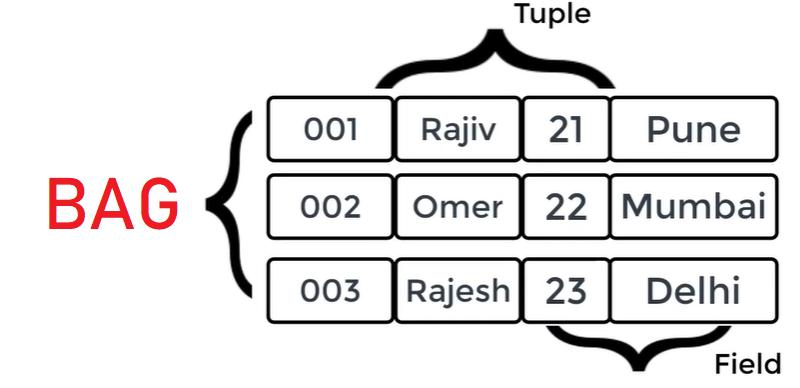 Tuple
001 Rajiv 21 Pune
BAG
002 Omer 22 Mumbai
003 Rajesh 23 Delhi
Field